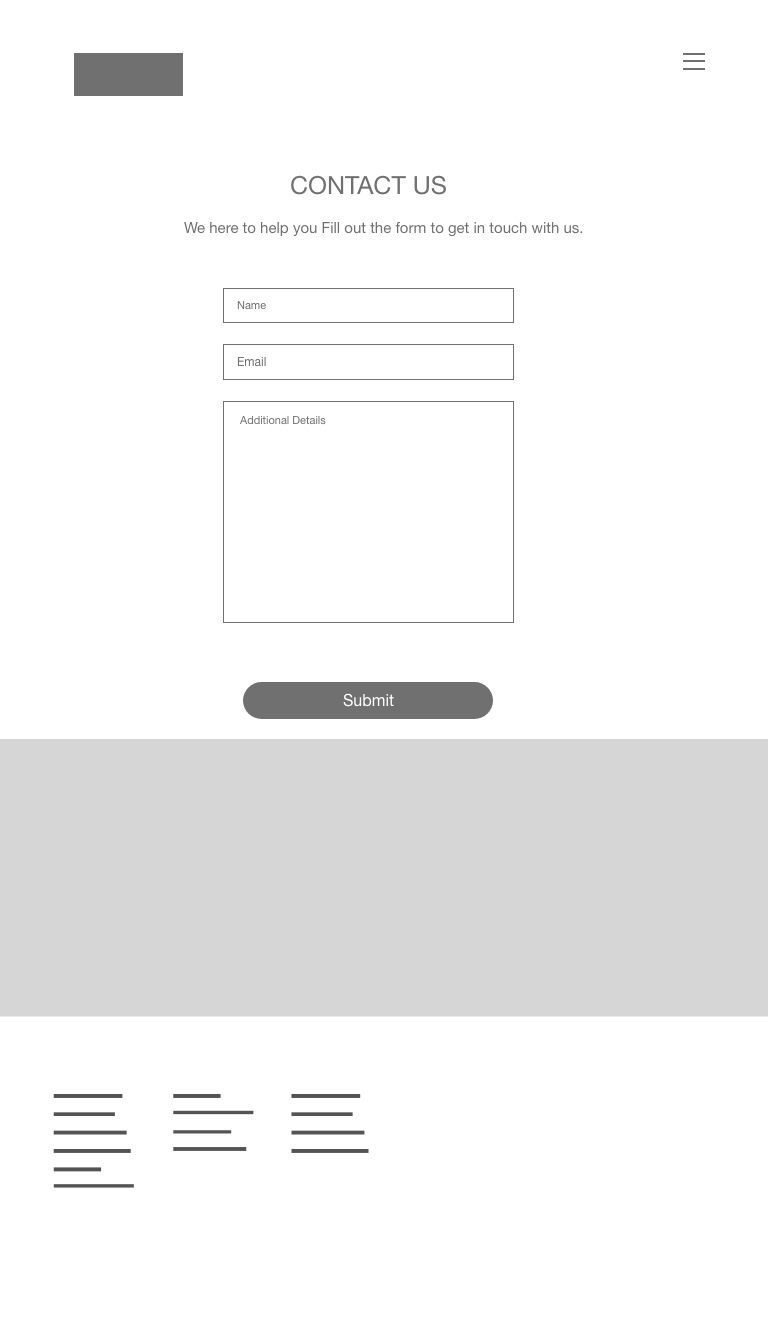 CONTACT US
We here to help you Fill out the form to get in touch with us.
Name
Email
Additional Details
Submit